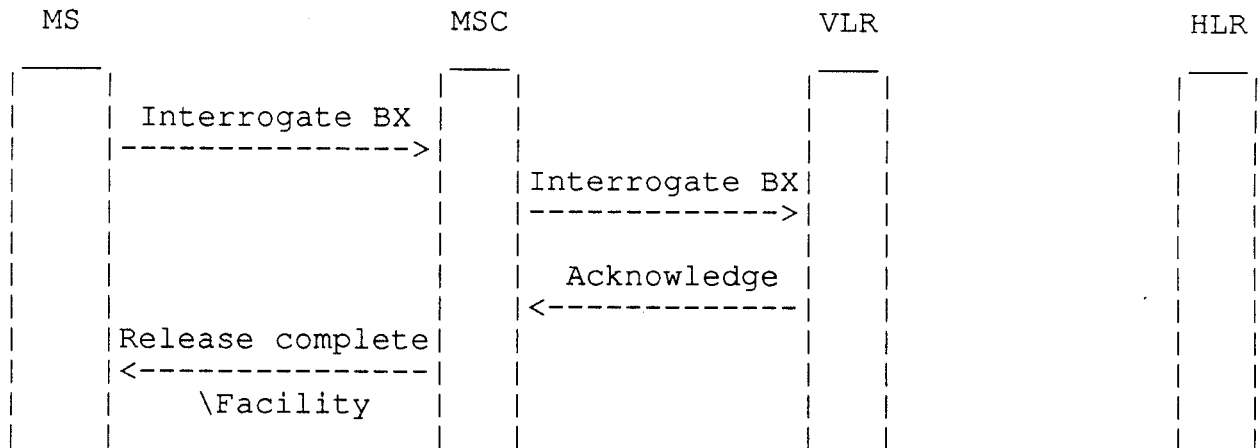 MS MSC VLR HLR
Interrogate BX
Interrogate BX
Acknowledge
Release complete
\Facility